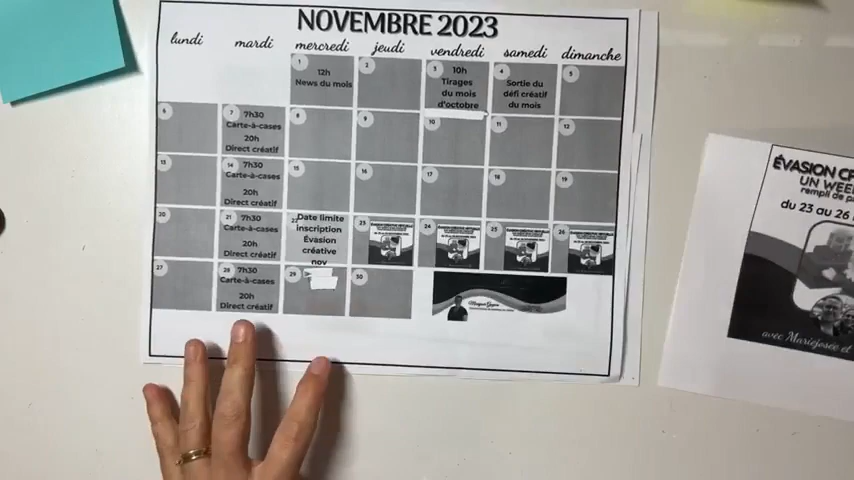 NOVEMBRE 2023
lundi mardi mercredi jeudi vendredi samedi dimanche
1 2 3 4 5
12h
News du mois
10h
Tirages
du mois
d'octobre
Sortie du
défi créatif
du mois
6 7 8 9 10 11 12
7h30
Carte-à-cases
20h
Direct créatif
13 14 15 16 17 18 19
7h30
Carte-à-cases
20h
Direct créatif
20 21 22 23 24 25 26
7h30
Carte-à-cases
20h
Direct créatif
Date limite
inscription
Évasion
créative
nov
27 28 29 30
7h30
Carte-à-cases
20h
Direct créatif
ÉVASION CR
UN WEE
rempli de
du 23 au 26
avec Mariejosée et